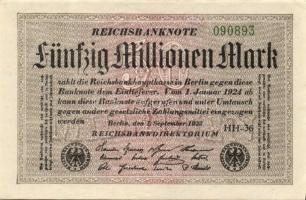 REICHSBANKNOTE
090893
Fünfzig Millionen Mark
zahlt die Reichsbankhauptkasse in Berlin gegen diese
Banknote dem Einlieferer. Vom 1. Januar 1924 ab
kann diese Banknote aufgerufen und unter Umtausch
gegen andere gesetzliche Zahlungsmittel eingezogen
werden
Berlin, den 1. September 1923
REICHSBANKDIREKTORIUM
HH-36